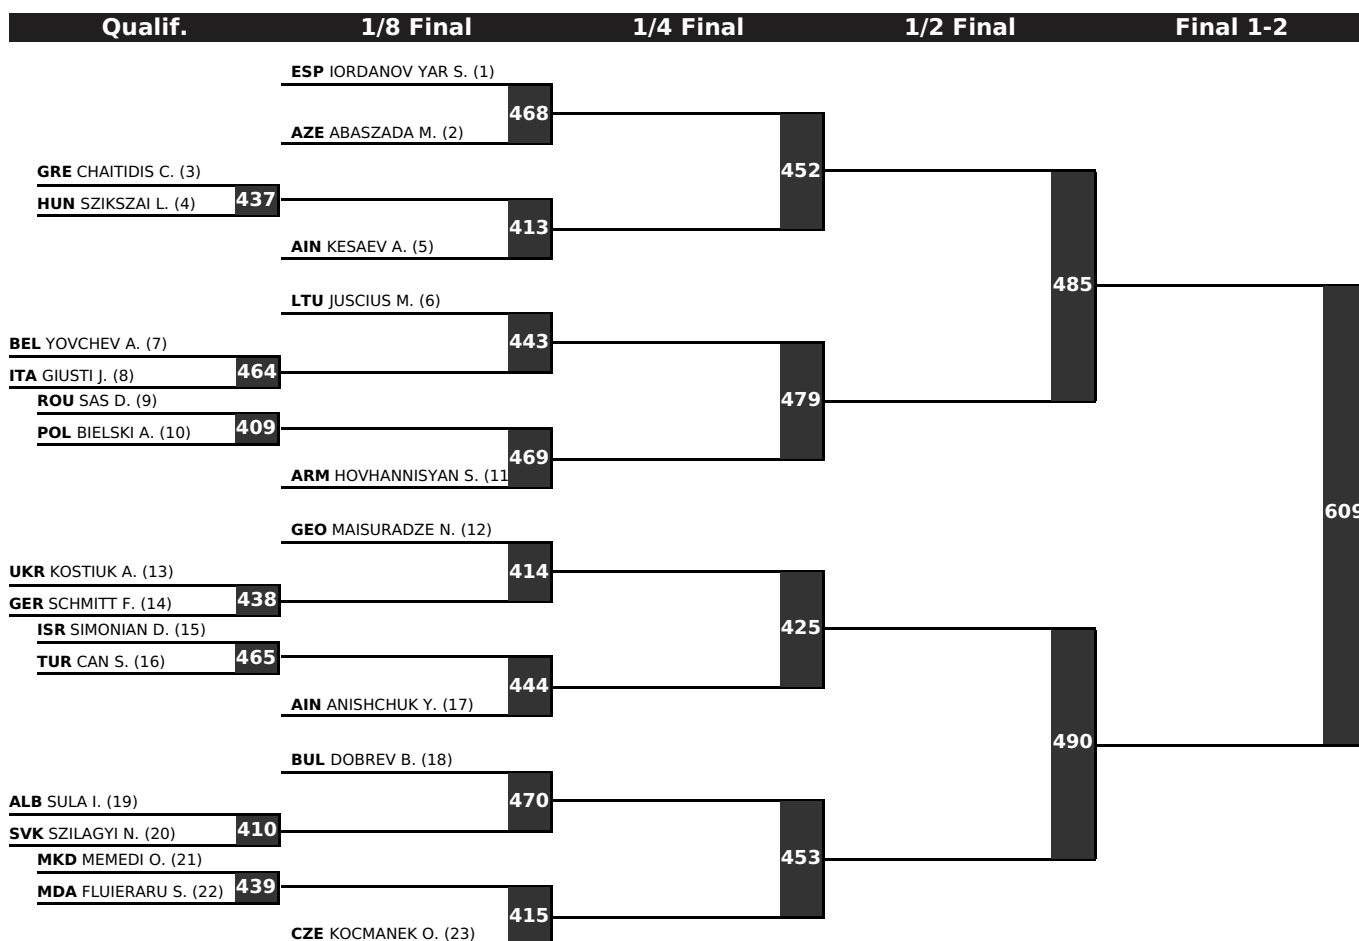 Qualif. 1/8 Final 1/4 Final 1/2 Final Final 1-2
ESP IORDANOV YAR S. (1)
468
AZE ABASZADA M. (2)
452
GRE CHAITIDIS C. (3)
437
HUN SZIKSZAI L. (4)
413
AIN KESAEV A. (5)
485
LTU JUSCIUS M. (6)
443
BEL YOVCHEV A. (7)
464
ITA GIUSTI J. (8)
479
ROU SAS D. (9)
409
POL BIELSKI A. (10)
469
ARM HOVHANNISYAN S. (11
609
GEO MAISURADZE N. (12)
414
UKR KOSTIUK A. (13)
438
GER SCHMITT F. (14)
425
ISR SIMONIAN D. (15)
465
TUR CAN S. (16)
444
AIN ANISHCHUK Y. (17)
490
BUL DOBREV B. (18)
470
ALB SULA I. (19)
410
SVK SZILAGYI N. (20)
453
MKD MEMEDI O. (21)
439
MDA FLUIERARU S. (22)
415
CZE KOCMANEK O. (23)